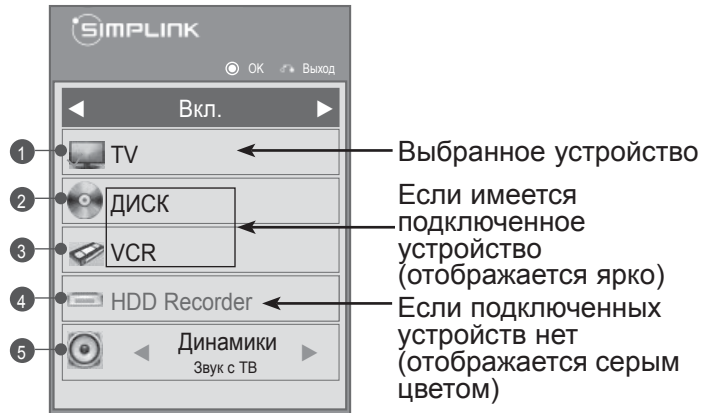 SIMPLINK
OK Выход
Вкл.
1 TV
2 ДИСК
3 VCR
4 HDD Recorder
5 Динамики
Звук с ТВ
Выбранное устройство
Если имеется
подключенное
устройство
(отображается ярко)
Если подключенных
устройств нет
(отображается серым
цветом)